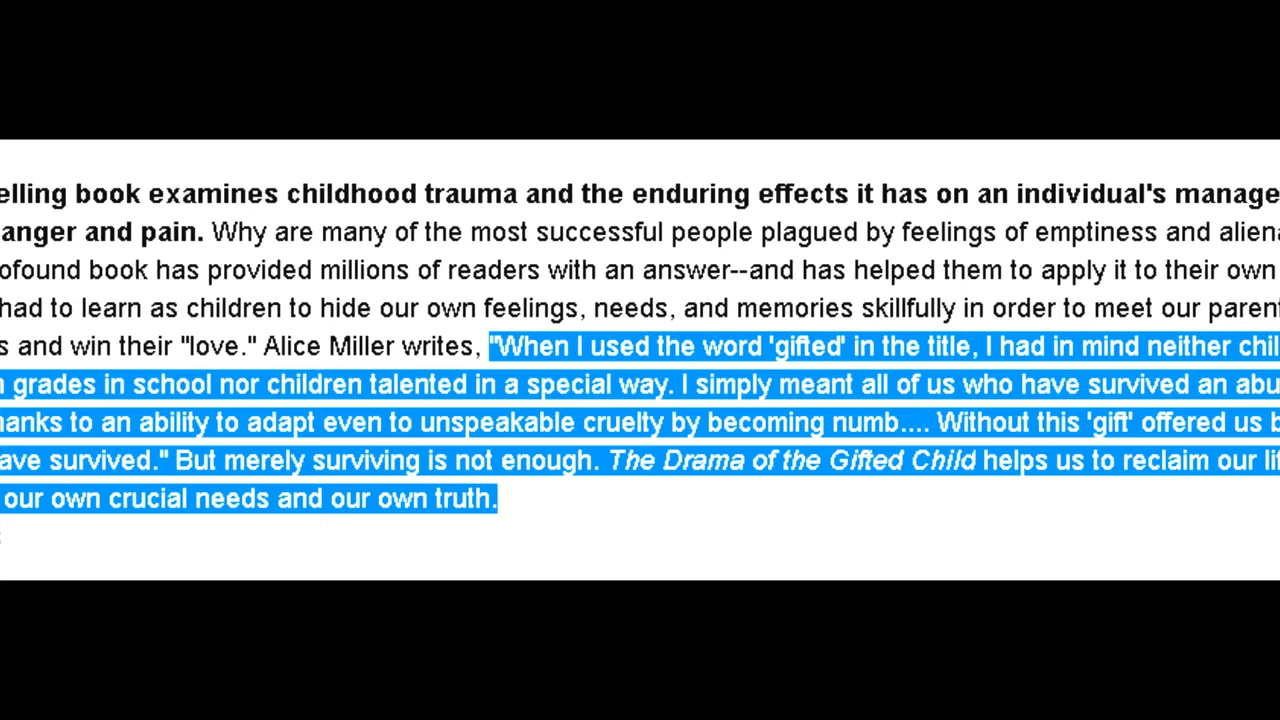 elling book examines childhood trauma and the enduring effects it has on an individual's manage
anger and pain. Why are many of the most successful people plagued by feelings of emptiness and aliena
ofound book has provided millions of readers with an answer--and has helped them to apply it to their own
had to learn as children to hide our own feelings, needs, and memories skillfully in order to meet our paren
s and win their "love." Alice Miller writes, "When I used the word 'gifted' in the title, I had in mind neither chil
n grades in school nor children talented in a special way. I simply meant all of us who have survived an abu
hanks to an ability to adapt even to unspeakable cruelty by becoming numb.... Without this 'gift' offered us b
ave survived." But merely surviving is not enough. The Drama of the Gifted Child helps us to reclaim our li
our own crucial needs and our own truth.